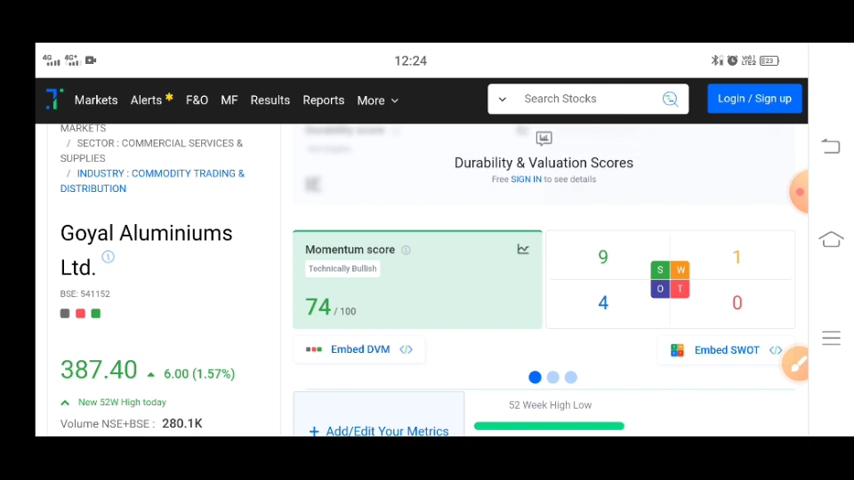 12:24
Markets Alerts F&O MF Results Reports More Search Stocks Login / Sign up
MARKETS
/ SECTOR : COMMERCIAL SERVICES &
SUPPLIES
/ INDUSTRY : COMMODITY TRADING &
DISTRIBUTION
Durability score
Durability & Valuation Scores
Free SIGN IN to see details
Goyal Aluminiums
Ltd.
BSE: 541152
387.40 6.00 (1.57%)
New 52W High today
Volume NSE+BSE : 280.1K
Momentum score
Technically Bullish
74 / 100
9 1
S W
O T
4 0
Embed DVM
Embed SWOT
52 Week High Low
+ Add/Edit Your Metrics